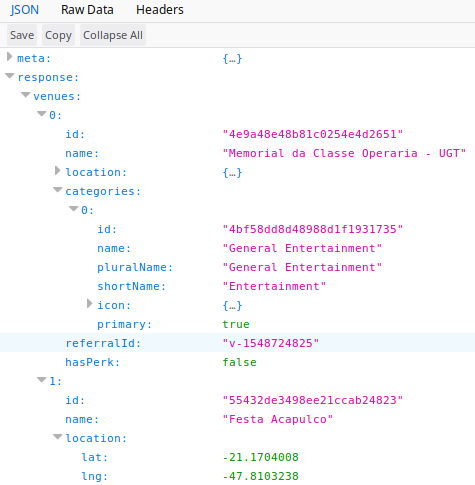 JSON Raw Data Headers
Save Copy Collapse All
meta: {…}
response:
venues:
0:
id: "4e9a48e48b81c0254e4d2651"
name: "Memorial da Classe Operaria - UGT"
location: {…}
categories:
0:
id: "4bf58dd8d48988d1f1931735"
name: "General Entertainment"
pluralName: "General Entertainment"
shortName: "Entertainment"
icon: {…}
primary: true
referralId: "v-1548724825"
hasPerk: false
1:
id: "55432de3498ee21ccab24823"
name: "Festa Acapulco"
location:
lat: -21.1704008
lng: -47.8103238